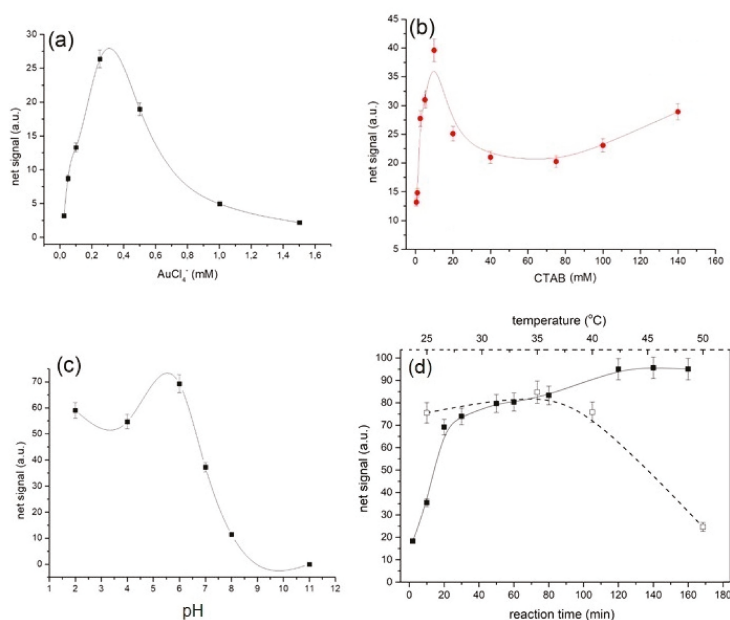 (a)
30
25
20
15
10
5
0
net signal (a.u.)
0,0 0,2 0,4 0,6 0,8 1,0 1,2 1,4 1,6
AuCl₄⁻ (mM)
(b)
45
40
35
30
25
20
15
10
5
net signal (a.u.)
0 20 40 60 80 100 120 140 160
CTAB (mM)
(c)
70
60
50
40
30
20
10
0
net signal (a.u.)
1 2 3 4 5 6 7 8 9 10 11 12
pH
temperature (°C)
25 30 35 40 45 50
(d)
100
90
80
70
60
50
40
30
20
10
0
net signal (a.u.)
0 20 40 60 80 100 120 140 160 180
reaction time (min)